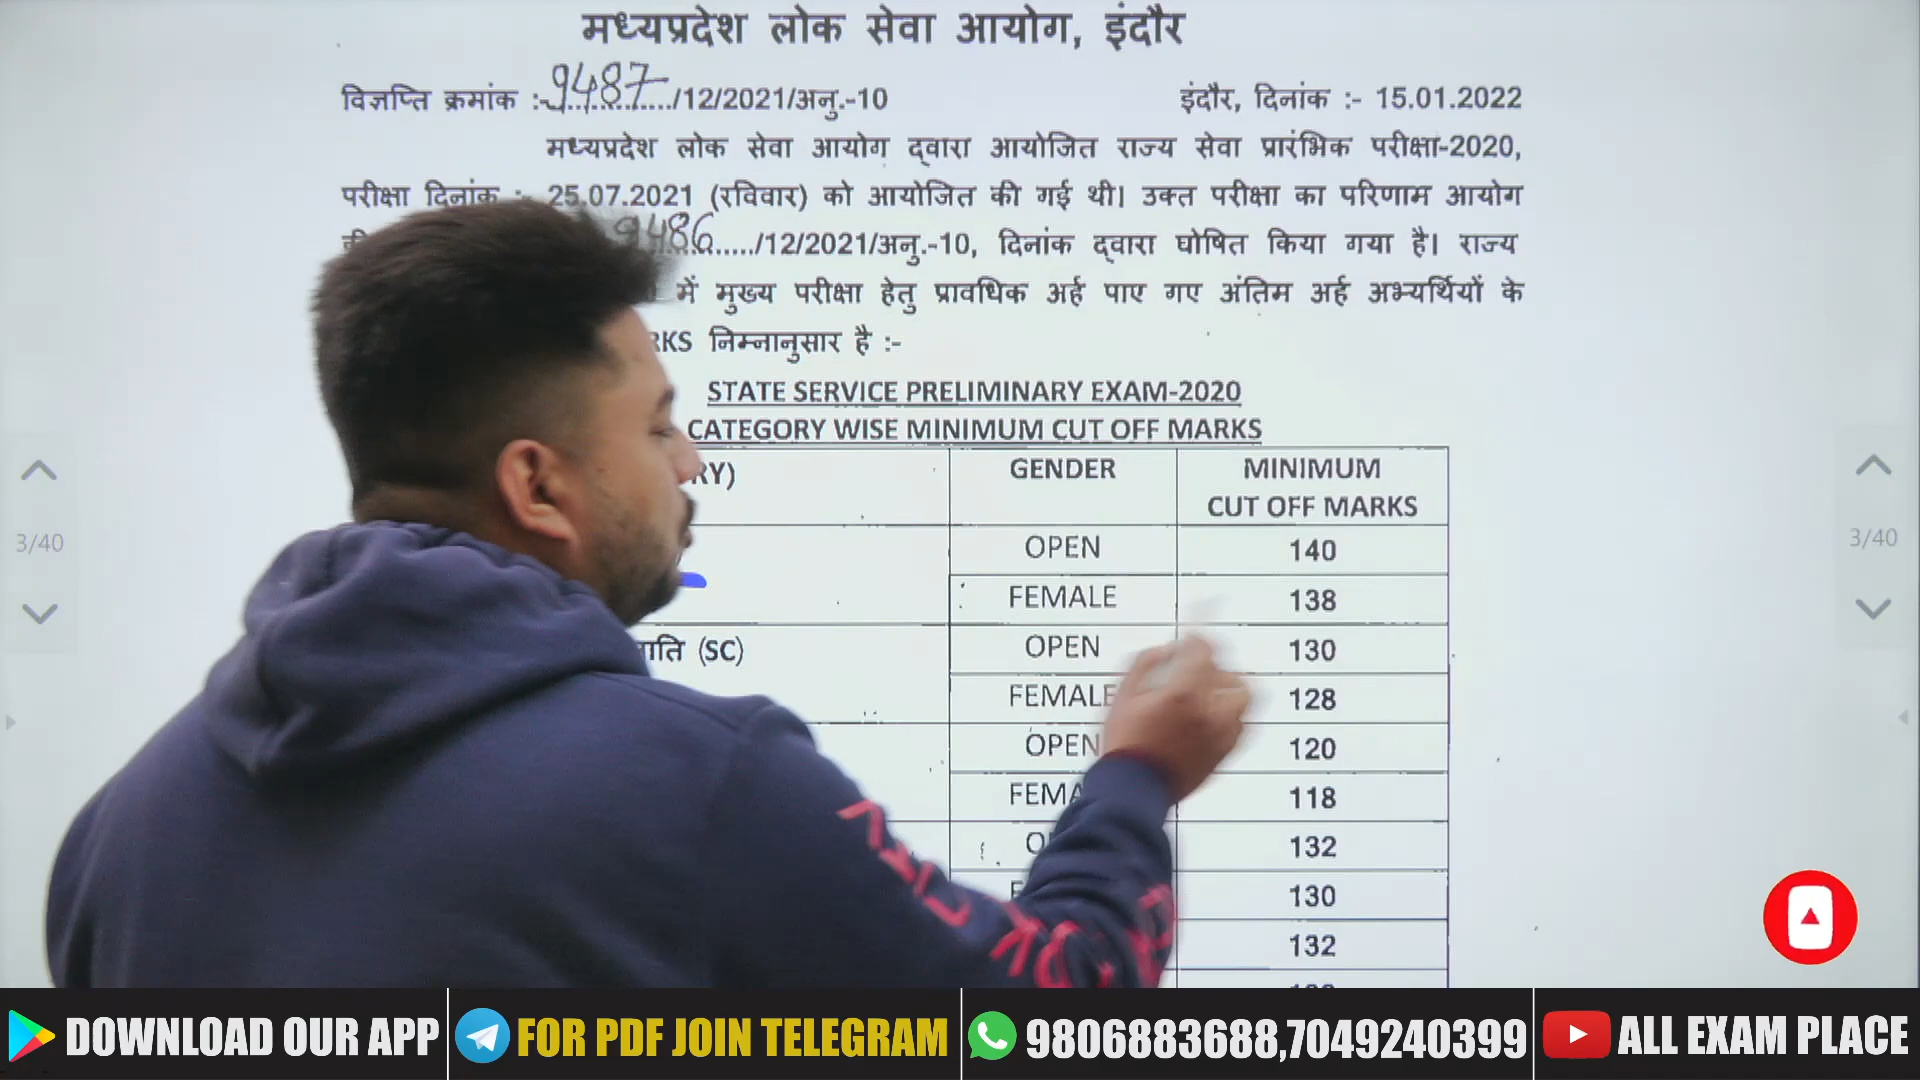 मध्यप्रदेश लोक सेवा आयोग, इंदौर
विज्ञप्ति क्रमांक :- 9487 /12/2021/अनु.-10 इंदौर, दिनांक :- 15.01.2022
मध्यप्रदेश लोक सेवा आयोग द्वारा आयोजित राज्य सेवा प्रारंभिक परीक्षा-2020,
परीक्षा दिनांक :- 25.07.2021 (रविवार) को आयोजित की गई थी। उक्त परीक्षा का परिणाम आयोग
9486 ...../12/2021/अनु.-10, दिनांक द्वारा घोषित किया गया है। राज्य
में मुख्य परीक्षा हेतु प्रावधिक अर्ह पाए गए अंतिम अर्ह अभ्यर्थियों के
RKS निम्नानुसार है :-
STATE SERVICE PRELIMINARY EXAM-2020
CATEGORY WISE MINIMUM CUT OFF MARKS
RY) GENDER MINIMUM
CUT OFF MARKS
OPEN 140
FEMALE 138
(SC) OPEN 130
FEMALE 128
OPEN 120
FEMA 118
132
130
132
3/40
3/40
DOWNLOAD OUR APP
FOR PDF JOIN TELEGRAM
9806883688,7049240399
ALL EXAM PLACE